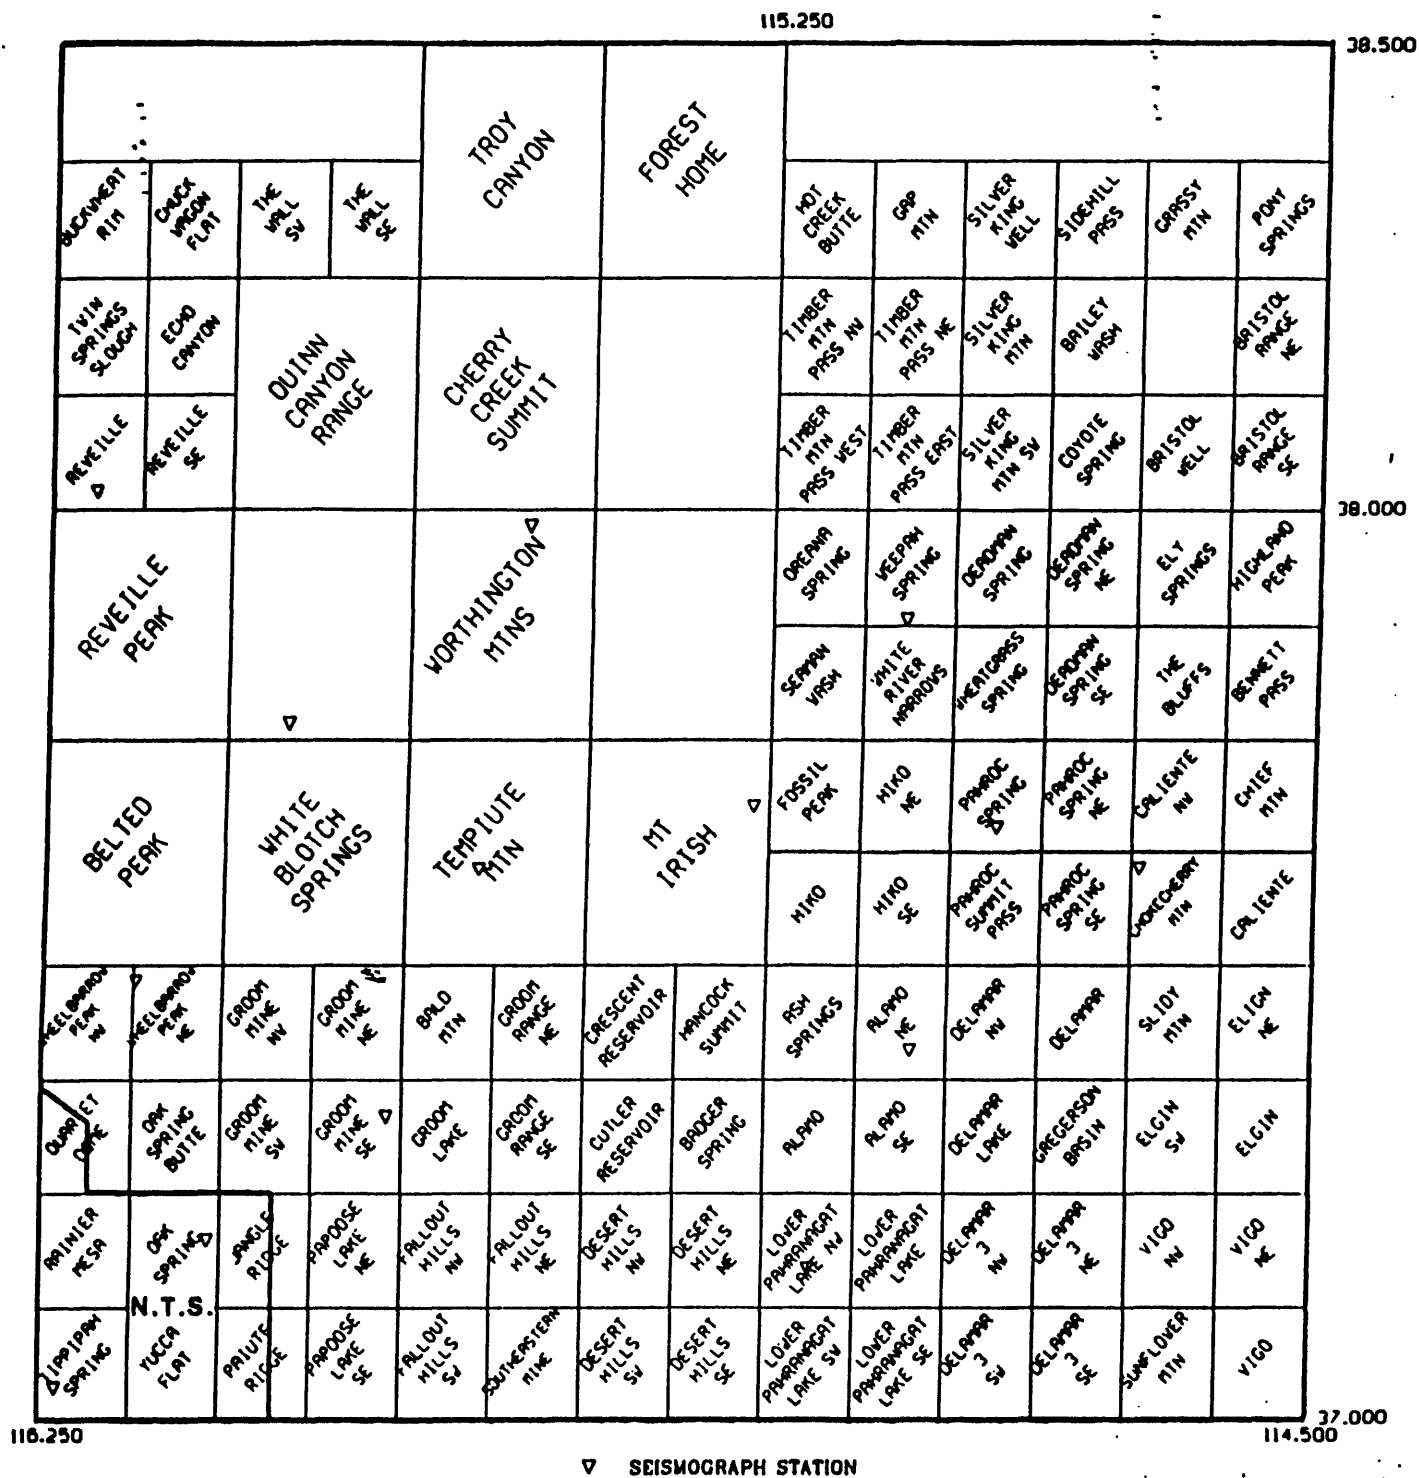 115.250
38.500
TROY
CANYON
FOREST
HOME
BUCKWHEAT
RIM
CHUCK
WAGON
FLAT
THE
WALL
SW
THE
WALL
SE
HOT
CREEK
BUTTE
GAP
MTN
SILVER
KING
WELL
SIDEHILL
PASS
GRASSY
MTN
PONY
SPRINGS
TWIN
SPRINGS
SLOUGH
ECHO
CANYON
QUINN
CANYON
RANGE
CHERRY
CREEK
SUMMIT
TIMBER
MTN
PASS NW
TIMBER
MTN
PASS NE
SILVER
KING
MTN
BAILEY
WASH
BRISTOL
RANGE
NE
REVEILLE
REVEILLE
SE
TIMBER
MTN
PASS WEST
TIMBER
MTN
PASS EAST
SILVER
KING
MTN SW
COYOTE
SPRING
BRISTOL
WELL
BRISTOL
RANGE
SE
38.000
REVEILLE
PEAK
WORTHINGTON
MTNS
OREANA
SPRING
WEEPAH
SPRING
DEADMAN
SPRING
DEADMAN
SPRING
NE
ELY
SPRINGS
HIGHLAND
PEAK
SEAMAN
WASH
WHITE
RIVER
NARROWS
WHEATGRASS
SPRING
DEADMAN
SPRING
SE
THE
BLUFFS
BENNETT
PASS
BELTED
PEAK
WHITE
BLOTCH
SPRINGS
TEMPIUTE
MTN
MT
IRISH
FOSSIL
PEAK
HIKO
NE
PAHROC
SPRING
PAHROC
SPRING
NE
CALIENTE
NW
CHIEF
MTN
HIKO
HIKO
SE
PAHROC
SUMMIT
PASS
PAHROC
SPRING
SE
CHOKECHERRY
MTN
CALIENTE
WHEELBARROW
PEAK
NW
WHEELBARROW
PEAK
NE
GROOM
MINE
NW
GROOM
MINE
NE
BALD
MTN
GROOM
RANGE
NE
CRESCENT
RESERVOIR
HANCOCK
SUMMIT
ASH
SPRINGS
ALAMO
NE
DELAMAR
NW
DELAMAR
SLIDY
MTN
ELIGN
NE
QUARTET
DOME
OAK
SPRING
BUTTE
GROOM
MINE
SW
GROOM
MINE
SE
GROOM
LAKE
GROOM
RANGE
SE
CUTLER
RESERVOIR
BADGER
SPRING
ALAMO
ALAMO
SE
DELAMAR
LAKE
GREGERSON
BASIN
ELGIN
SW
ELGIN
RAINIER
MESA
OAK
SPRING
JANGLE
RIDGE
PAPOOSE
LAKE
NE
FALLOUT
HILLS
NW
FALLOUT
HILLS
NE
DESERT
HILLS
NW
DESERT
HILLS
NE
LOWER
PAHRANAGAT
LAKE NW
LOWER
PAHRANAGAT
LAKE
DELAMAR
3
NW
DELAMAR
3
NE
VIGO
NW
VIGO
NE
N.T.S.
TIPPIPAH
SPRING
YUCCA
FLAT
PAIUTE
RIDGE
PAPOOSE
LAKE
SE
FALLOUT
HILLS
SW
SOUTHEASTERN
MINE
DESERT
HILLS
SW
DESERT
HILLS
SE
LOWER
PAHRANAGAT
LAKE SW
LOWER
PAHRANAGAT
LAKE SE
DELAMAR
3
SW
DELAMAR
3
SE
SUNFLOWER
MTN
VIGO
37.000
116.250
114.500
SEISMOGRAPH STATION